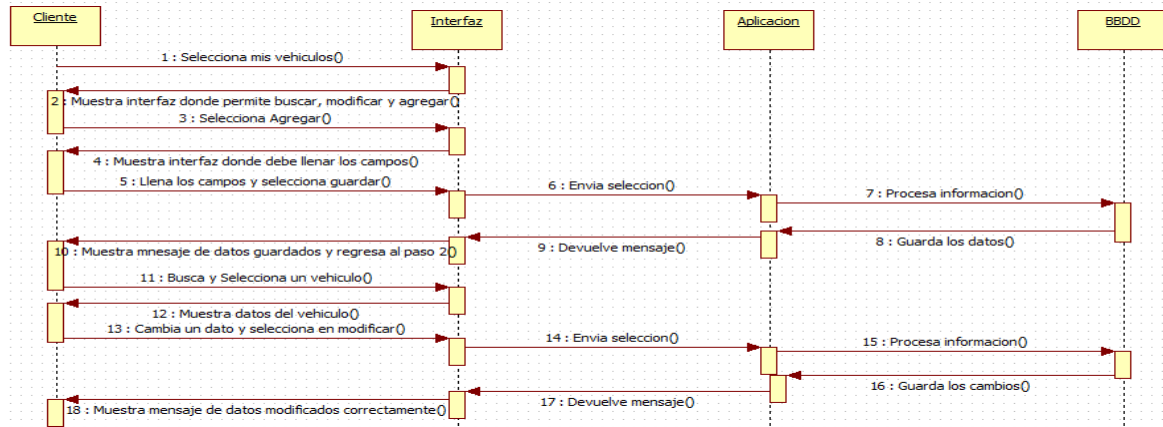 Cliente
Interfaz
Aplicacion
BBDD
1 : Selecciona mis vehiculos()
2 : Muestra interfaz donde permite buscar, modificar y agregar()
3 : Selecciona Agregar()
4 : Muestra interfaz donde debe llenar los campos()
5 : Llena los campos y selecciona guardar()
6 : Envia seleccion()
7 : Procesa informacion()
8 : Guarda los datos()
9 : Devuelve mensaje()
10 : Muestra mnesaje de datos guardados y regresa al paso 2()
11 : Busca y Selecciona un vehiculo()
12 : Muestra datos del vehiculo()
13 : Cambia un dato y selecciona en modificar()
14 : Envia seleccion()
15 : Procesa informacion()
16 : Guarda los cambios()
17 : Devuelve mensaje()
18 : Muestra mensaje de datos modificados correctamente()